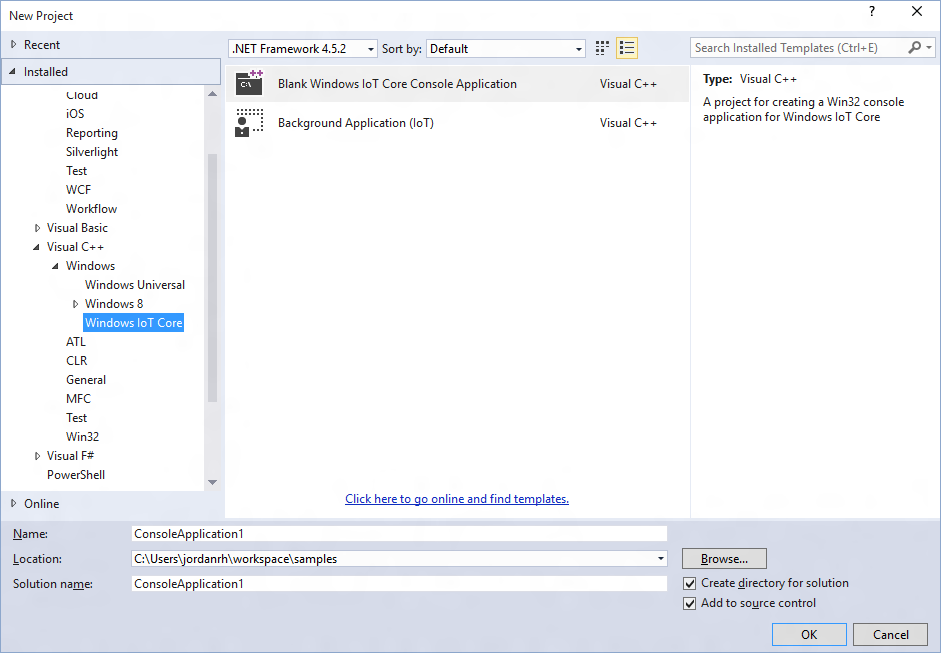 New Project
?
Recent
Installed
Cloud
iOS
Reporting
Silverlight
Test
WCF
Workflow
Visual Basic
Visual C++
Windows
Windows Universal
Windows 8
Windows IoT Core
ATL
CLR
General
MFC
Test
Win32
Visual F#
PowerShell
Online
.NET Framework 4.5.2
Sort by:
Default
C:\
Blank Windows IoT Core Console Application
Visual C++
Background Application (IoT)
Visual C++
Click here to go online and find templates.
Search Installed Templates (Ctrl+E)
Type: Visual C++
A project for creating a Win32 console
application for Windows IoT Core
Name:
ConsoleApplication1
Location:
C:\Users\jordanrh\workspace\samples
Browse...
Solution name:
ConsoleApplication1
Create directory for solution
Add to source control
OK
Cancel